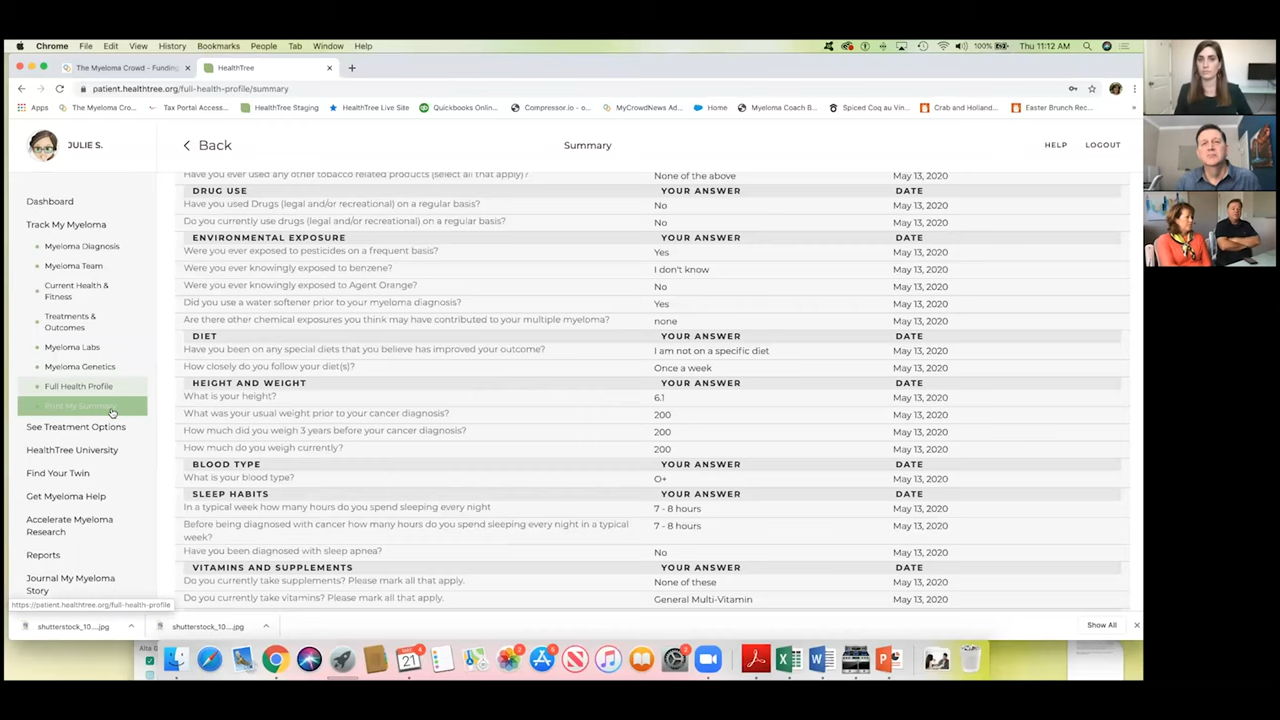 Chrome File Edit View History Bookmarks People Tab Window Help 100% Thu 11:12 AM
The Myeloma Crowd - Funding HealthTree
patient.healthtree.org/full-health-profile/summary
Apps The Myeloma Cro... Tax Portal Access... HealthTree Staging HealthTree Live Site Quickbooks Onlin... Compressor.io - o... MyCrowdNews Ad... Home Myeloma Coach B... Spiced Coq au Vin... Crab and Holland... Easter Brunch Rec...
JULIE S.
Back
Summary
HELP LOGOUT
Dashboard
Track My Myeloma
Myeloma Diagnosis
Myeloma Team
Current Health &
Fitness
Treatments &
Outcomes
Myeloma Labs
Myeloma Genetics
Full Health Profile
Print My Summary
See Treatment Options
HealthTree University
Find Your Twin
Get Myeloma Help
Accelerate Myeloma
Research
Reports
Journal My Myeloma
Story
Have you ever used any other tobacco related products (select all that apply)? None of the above May 13, 2020
DRUG USE YOUR ANSWER DATE
Have you used Drugs (legal and/or recreational) on a regular basis? No May 13, 2020
Do you currently use drugs (legal and/or recreational) on a regular basis? No May 13, 2020
ENVIRONMENTAL EXPOSURE YOUR ANSWER DATE
Were you ever exposed to pesticides on a frequent basis? Yes May 13, 2020
Were you ever knowingly exposed to benzene? I don't know May 13, 2020
Were you ever knowingly exposed to Agent Orange? No May 13, 2020
Did you use a water softener prior to your myeloma diagnosis? Yes May 13, 2020
Are there other chemical exposures you think may have contributed to your multiple myeloma? none May 13, 2020
DIET YOUR ANSWER DATE
Have you been on any special diets that you believe has improved your outcome? I am not on a specific diet May 13, 2020
How closely do you follow your diet(s)? Once a week May 13, 2020
HEIGHT AND WEIGHT YOUR ANSWER DATE
What is your height? 6.1 May 13, 2020
What was your usual weight prior to your cancer diagnosis? 200 May 13, 2020
How much did you weigh 3 years before your cancer diagnosis? 200 May 13, 2020
How much do you weigh currently? 200 May 13, 2020
BLOOD TYPE YOUR ANSWER DATE
What is your blood type? O+ May 13, 2020
SLEEP HABITS YOUR ANSWER DATE
In a typical week how many hours do you spend sleeping every night 7 - 8 hours May 13, 2020
Before being diagnosed with cancer how many hours do you spend sleeping every night in a typical 7 - 8 hours May 13, 2020
week?
Have you been diagnosed with sleep apnea? No May 13, 2020
VITAMINS AND SUPPLEMENTS YOUR ANSWER DATE
Do you currently take supplements? Please mark all that apply. None of these May 13, 2020
Do you currently take vitamins? Please mark all that apply. General Multi-Vitamin May 13, 2020
https://patient.healthtree.org/full-health-profile
shutterstock_10....jpg shutterstock_10....jpg Show All
Alta G
21